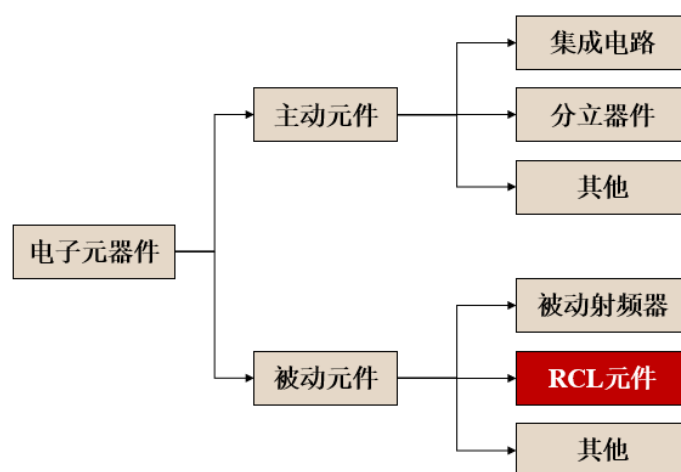 集成电路
主动元件
分立器件
其他
电子元器件
被动射频器
被动元件
RCL元件
其他